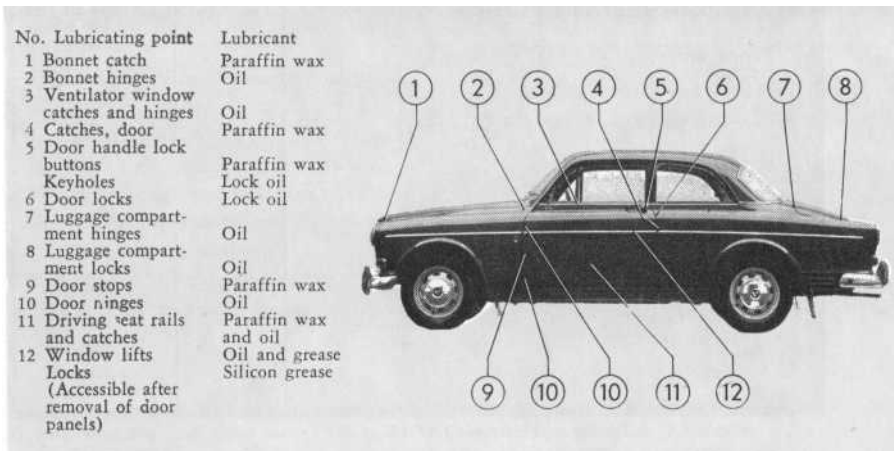 No. Lubricating point Lubricant
1 Bonnet catch Paraffin wax
2 Bonnet hinges Oil
3 Ventilator window
catches and hinges Oil
4 Catches, door Paraffin wax
5 Door handle lock
buttons Paraffin wax
Keyholes Lock oil
6 Door locks Lock oil
7 Luggage compart-
ment hinges Oil
8 Luggage compart-
ment locks Oil
9 Door stops Paraffin wax
10 Door hinges Oil
11 Driving seat rails Paraffin wax
and catches and oil
12 Window lifts Oil and grease
Locks Silicon grease
(Accessible after
removal of door
panels)
1 2 3 4 5 6 7 8
9 10 10 11 12